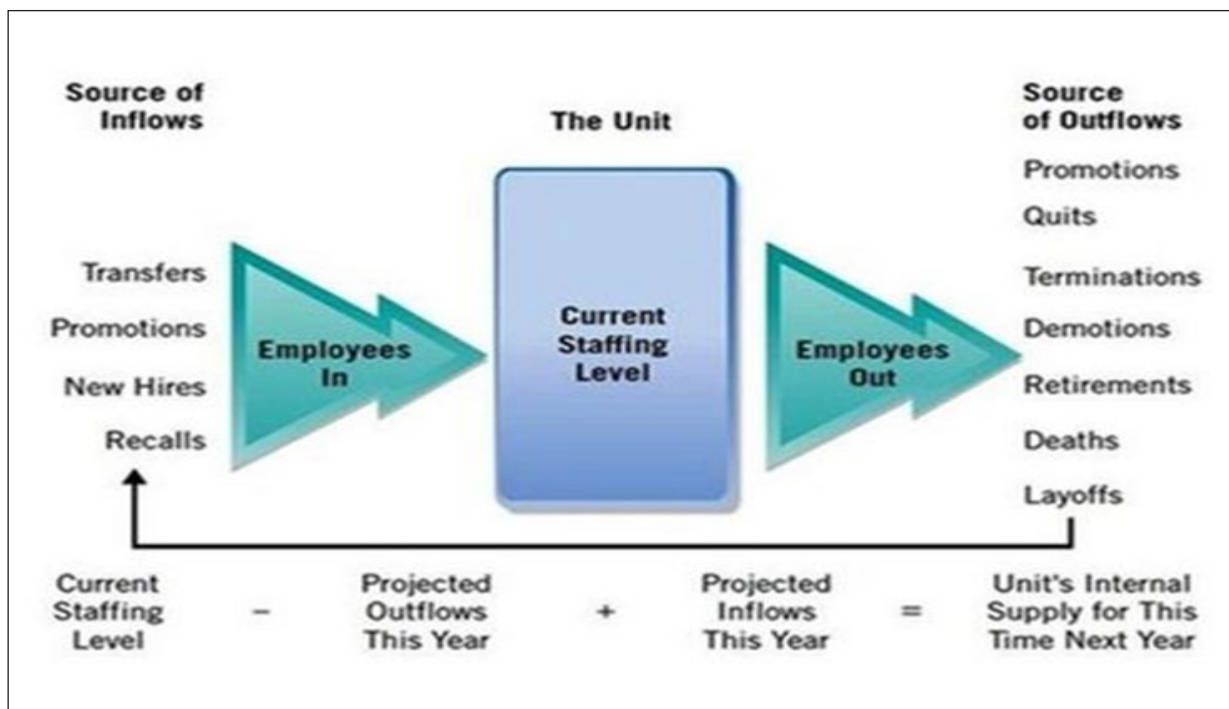 Source of
Inflows
The Unit
Source
of Outflows
Transfers
Promotions
New Hires
Recalls
Employees
In
Current
Staffing
Level
Employees
Out
Promotions
Quits
Terminations
Demotions
Retirements
Deaths
Layoffs
Current
Staffing
Level
–
Projected
Outflows
This Year
+
Projected
Inflows
This Year
=
Unit's Internal
Supply for This
Time Next Year